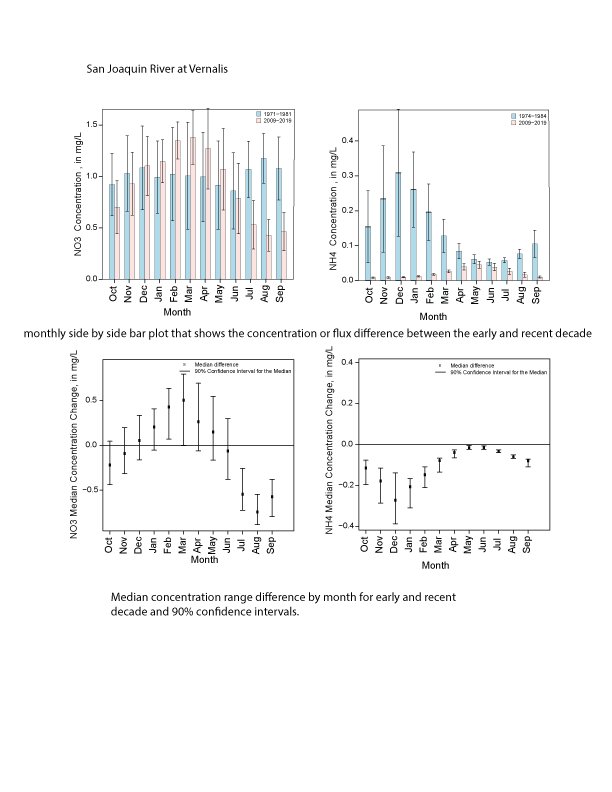 San Joaquin River at Vernalis
NO3 Concentration , in mg/L
1.5
1.0
0.5
0.0
1971−1981
2009−2019
Oct
Nov
Dec
Jan
Feb
Mar
Apr
May
Jun
Jul
Aug
Sep
Month
NH4 Concentration , in mg/L
0.4
0.3
0.2
0.1
0.0
1974−1984
2009−2019
Oct
Nov
Dec
Jan
Feb
Mar
Apr
May
Jun
Jul
Aug
Sep
Month
monthly side by side bar plot that shows the concentration or flux difference between the early and recent decade
NO3 Median Concentration Change, in mg/L
0.5
0.0
−0.5
Median difference
90% Confidence Interval for the Median
Oct
Nov
Dec
Jan
Feb
Mar
Apr
May
Jun
Jul
Aug
Sep
Month
NH4 Median Concentration Change, in mg/L
0.4
0.2
0.0
−0.2
−0.4
Median difference
90% Confidence Interval for the Median
Oct
Nov
Dec
Jan
Feb
Mar
Apr
May
Jun
Jul
Aug
Sep
Month
Median concentration range difference by month for early and recent
decade and 90% confidence intervals.